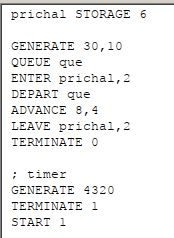 prichal STORAGE 6
GENERATE 30,10
QUEUE que
ENTER prichal,2
DEPART que
ADVANCE 8,4
LEAVE prichal,2
TERMINATE 0
; timer
GENERATE 4320
TERMINATE 1
START 1